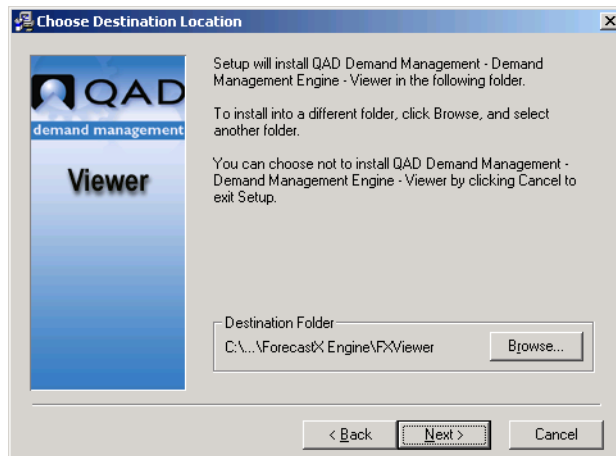 Choose Destination Location
QAD
demand management
Viewer
Setup will install QAD Demand Management - Demand
Management Engine - Viewer in the following folder.
To install into a different folder, click Browse, and select
another folder.
You can choose not to install QAD Demand Management -
Demand Management Engine - Viewer by clicking Cancel to
exit Setup.
Destination Folder
C:\...\ForecastX Engine\FXViewer
Browse...
< Back
Next >
Cancel